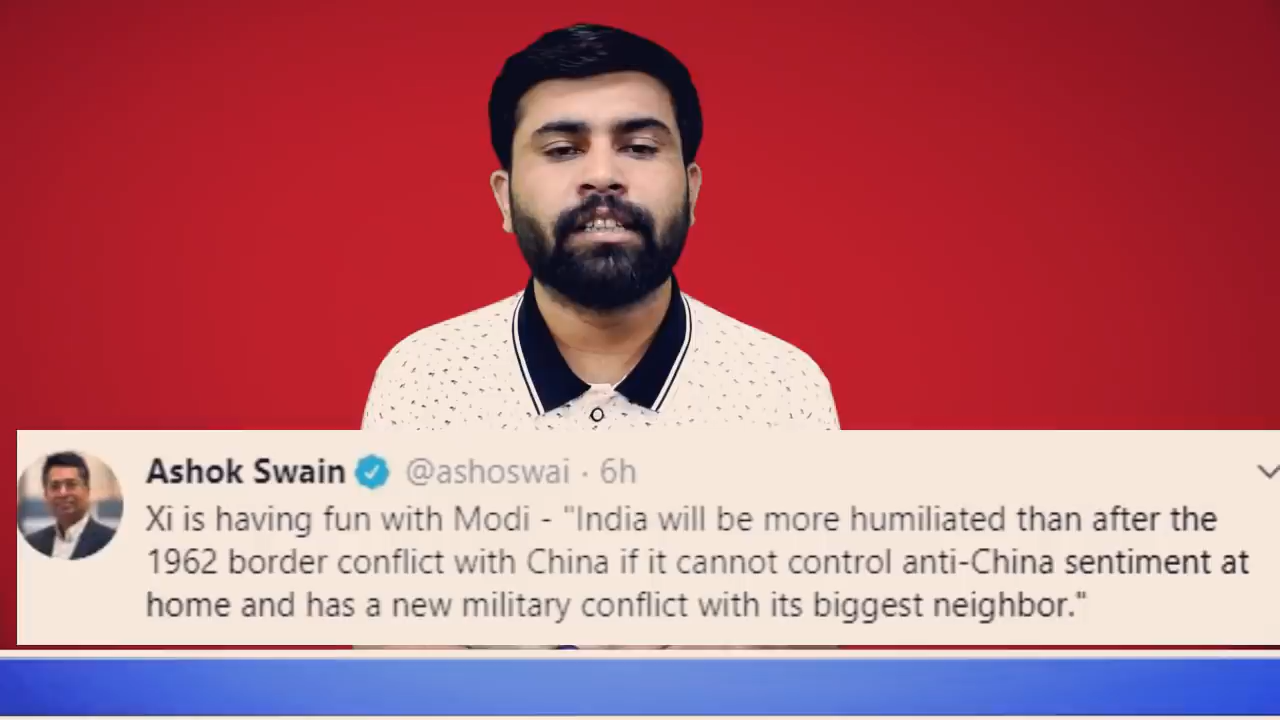 Ashok Swain @ashoswai · 6h
Xi is having fun with Modi - "India will be more humiliated than after the
1962 border conflict with China if it cannot control anti-China sentiment at
home and has a new military conflict with its biggest neighbor."